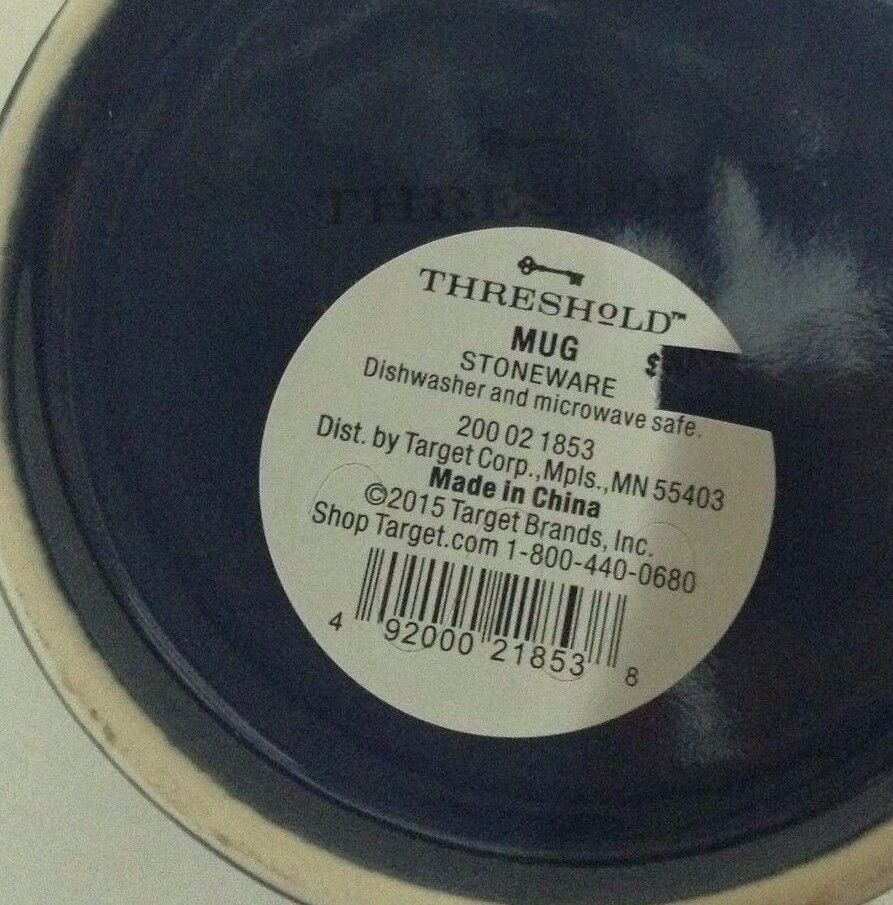 THRESHOLD
THRESHOLD™
MUG
$
STONEWARE
Dishwasher and microwave safe.
200 02 1853
Dist. by Target Corp.,Mpls.,MN 55403
Made in China
©2015 Target Brands, Inc.
Shop Target.com 1-800-440-0680
4 92000 21853 8